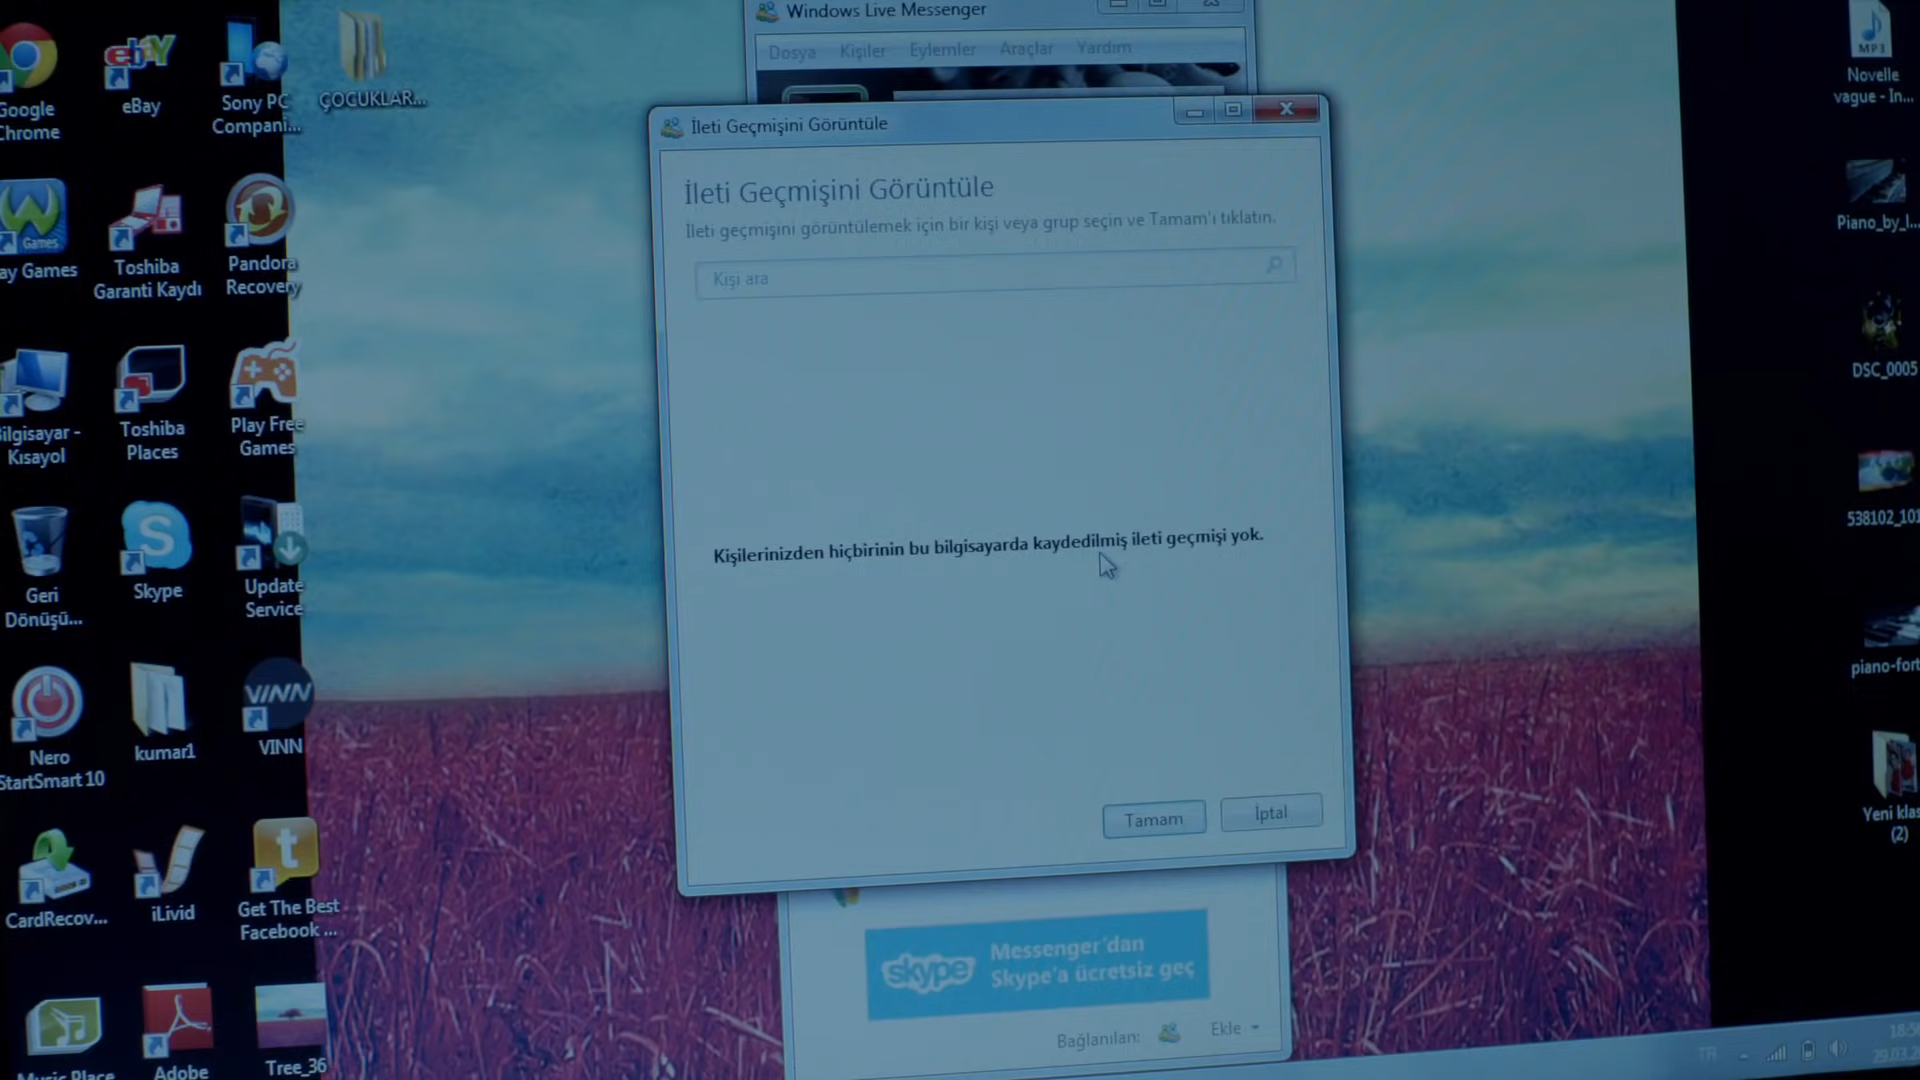 Windows Live Messenger
Dosya Kişiler Eylemler Araçlar Yardım
İleti Geçmişini Görüntüle
İleti Geçmişini Görüntüle
İleti geçmişini görüntülemek için bir kişi veya grup seçin ve Tamam'ı tıklatın.
Kişi ara
Kişilerinizden hiçbirinin bu bilgisayarda kaydedilmiş ileti geçmişi yok.
Tamam İptal
skype
Messenger'dan
Skype'a ücretsiz geç
Bağlanılan: Ekle
Google
Chrome
ebay
eBay
Sony PC
Compani...
ÇOCUKLAR...
Games
ay Games
Toshiba
Garanti Kaydı
Pandora
Recovery
ilgisayar -
Kısayol
Toshiba
Places
Play Free
Games
Geri
Dönüşü...
S
Skype
Update
Service
Nero
StartSmart 10
kumar1
VINN
VINN
CardRecov...
iLivid
t
Get The Best
Facebook ...
Music Place
Adobe
Tree_36
MP3
Novelle
vague - In...
Piano_by_l...
DSC_0005
538102_101
piano-fort
Yeni klas
(2)
TR